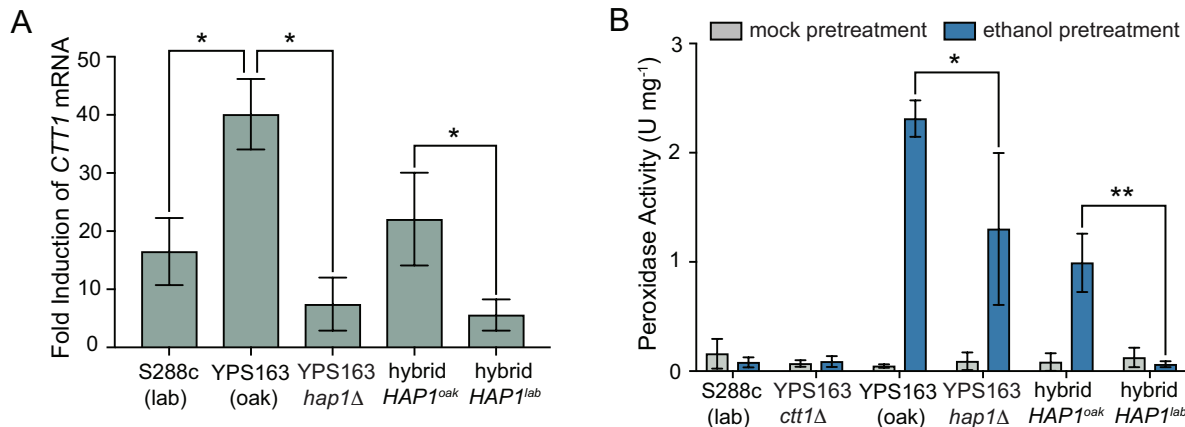 A
Fold Induction of CTT1 mRNA
50
40
30
20
10
0
*
*
*
S288c
(lab)
YPS163
(oak)
YPS163
hap1Δ
hybrid
HAP1oak
hybrid
HAP1lab
B
mock pretreatment
ethanol pretreatment
Peroxidase Activity (U mg-1)
3
2
1
0
*
**
S288c
(lab)
YPS163
ctt1Δ
YPS163
(oak)
YPS163
hap1Δ
hybrid
HAP1oak
hybrid
HAP1lab